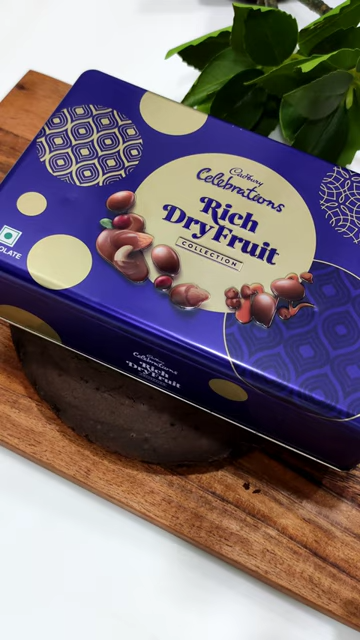 Cadbury
Celebrations
Rich
Dry Fruit
COLLECTION
OLATE
Cadbury
Celebrations
Rich
Dry Fruit